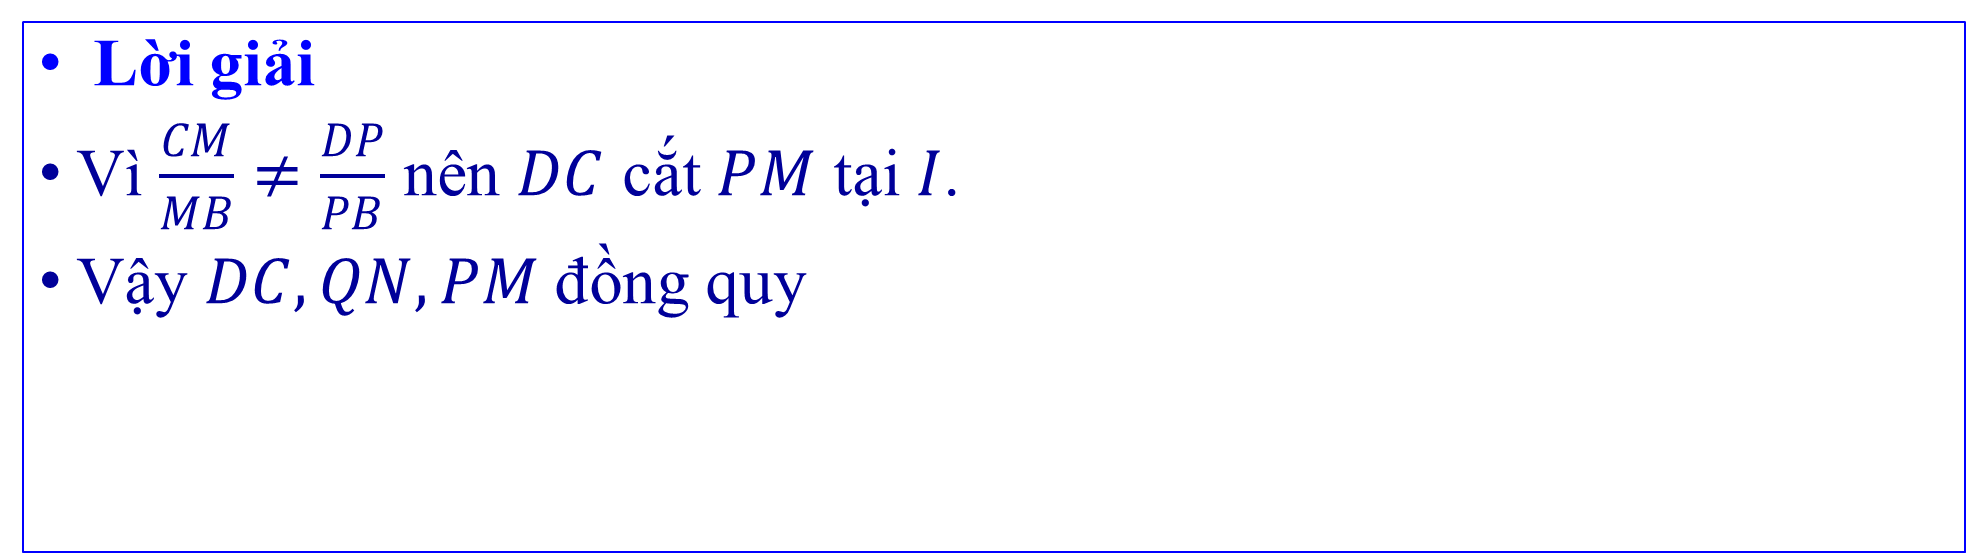 • Lời giải
• Vì CM/MB ≠ DP/PB nên DC cắt PM tại I.
• Vậy DC, QN, PM đồng quy